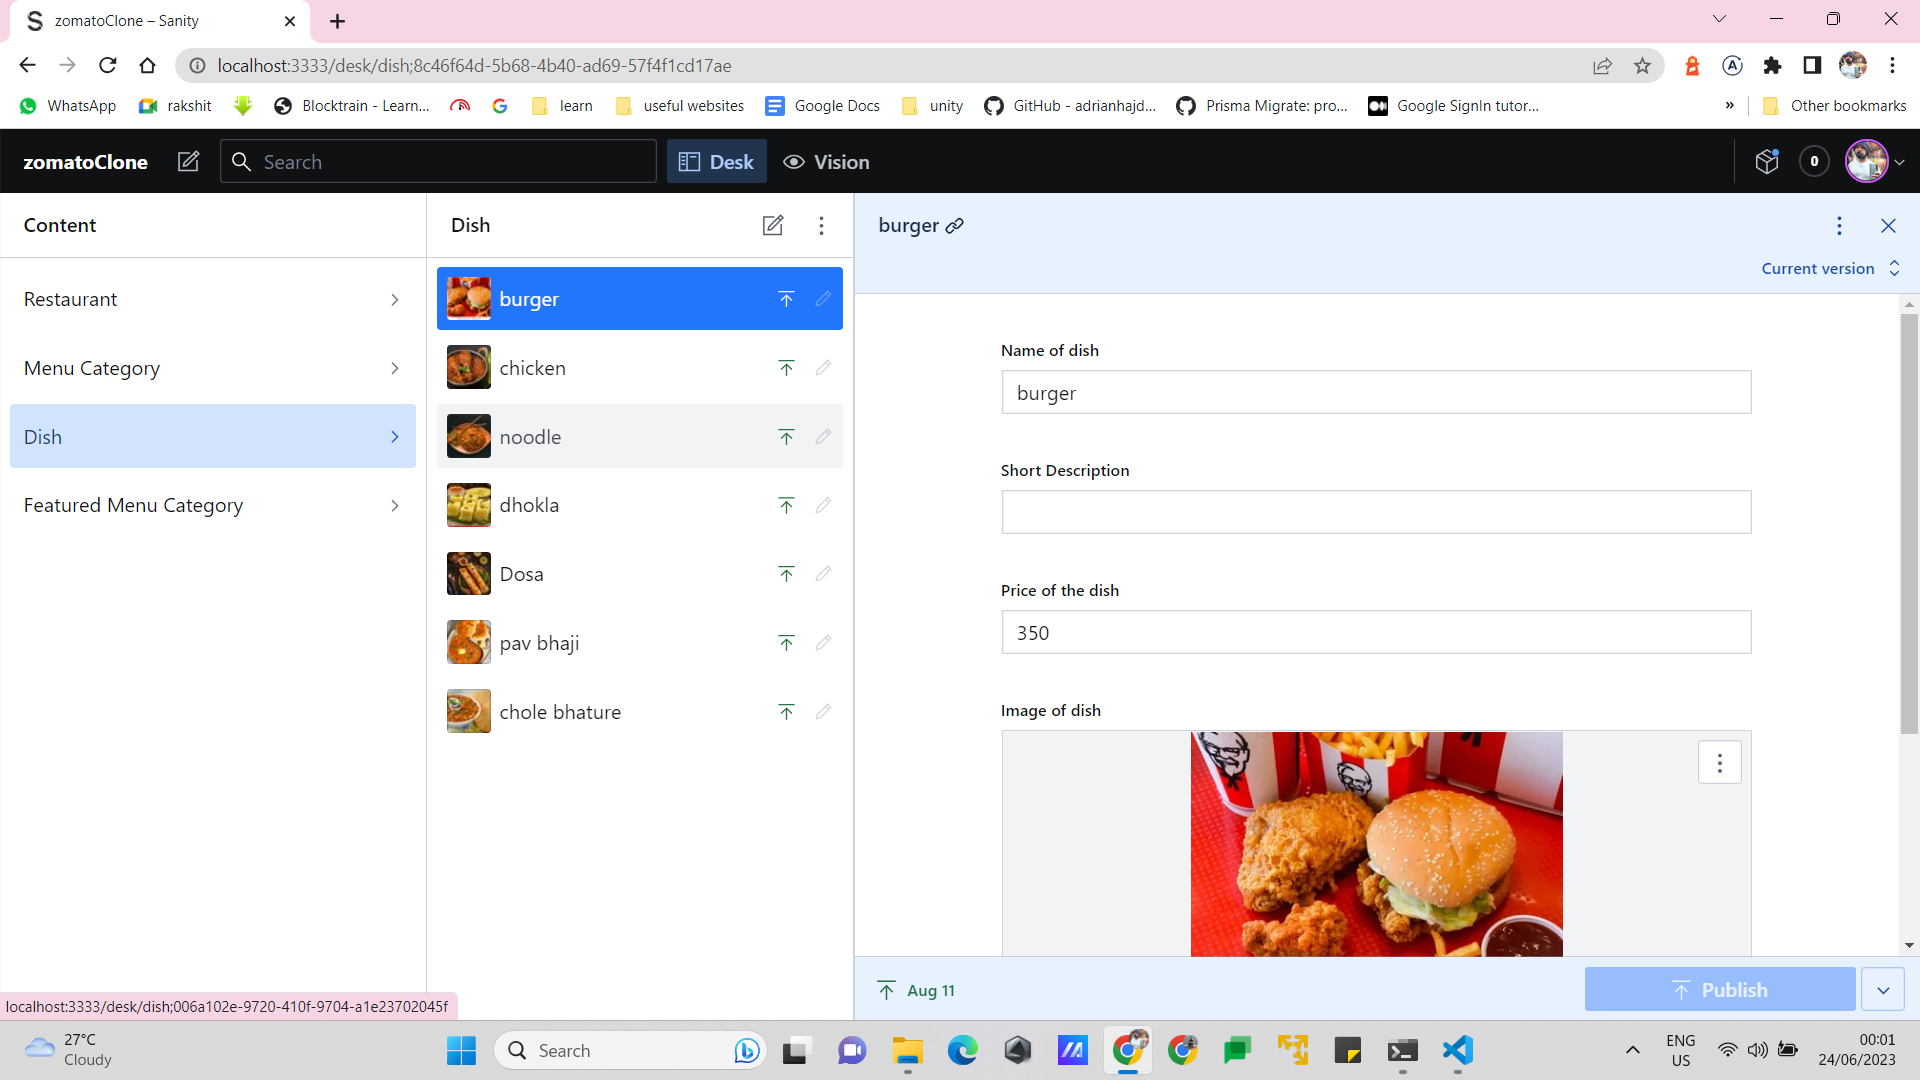 zomatoClone – Sanity
localhost:3333/desk/dish;8c46f64d-5b68-4b40-ad69-57f4f1cd17ae
WhatsApp
rakshit
Blocktrain - Learn...
learn
useful websites
Google Docs
unity
GitHub - adrianhajd...
Prisma Migrate: pro...
Google SignIn tutor...
»
Other bookmarks
zomatoClone
Search
Desk
Vision
0
Content
Dish
burger
Current version
Restaurant
Menu Category
Dish
Featured Menu Category
burger
chicken
noodle
dhokla
Dosa
pav bhaji
chole bhature
Name of dish
burger
Short Description
Price of the dish
350
Image of dish
Aug 11
Publish
localhost:3333/desk/dish;006a102e-9720-410f-9704-a1e23702045f
27°C
Cloudy
Search
ENG
US
00:01
24/06/2023